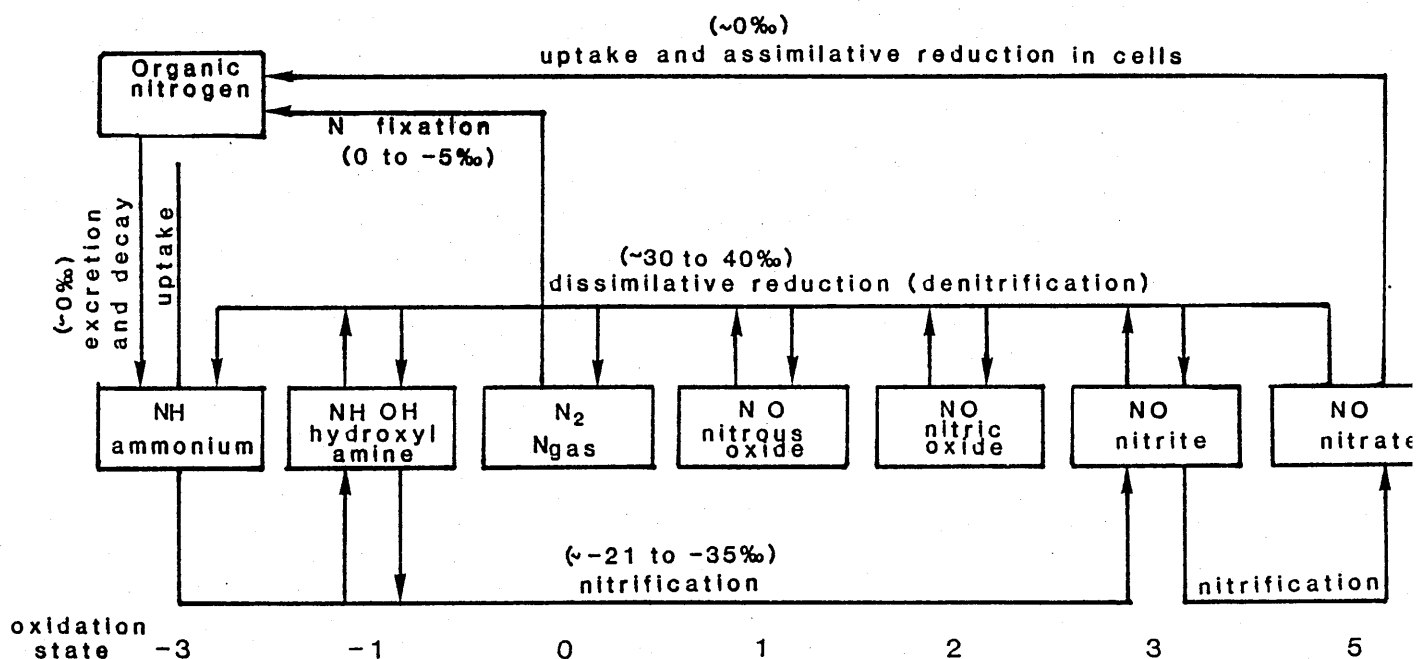 (~0‰)
uptake and assimilative reduction in cells
Organic
nitrogen
N fixation
(0 to -5‰)
(~0‰)
excretion
and decay
uptake
(~30 to 40‰)
dissimilative reduction (denitrification)
NH
ammonium
NH OH
hydroxyl
amine
N₂
Ngas
N O
nitrous
oxide
NO
nitric
oxide
NO
nitrite
NO
nitrate
(~-21 to -35‰)
nitrification
nitrification
oxidation
state -3 -1 0 1 2 3 5